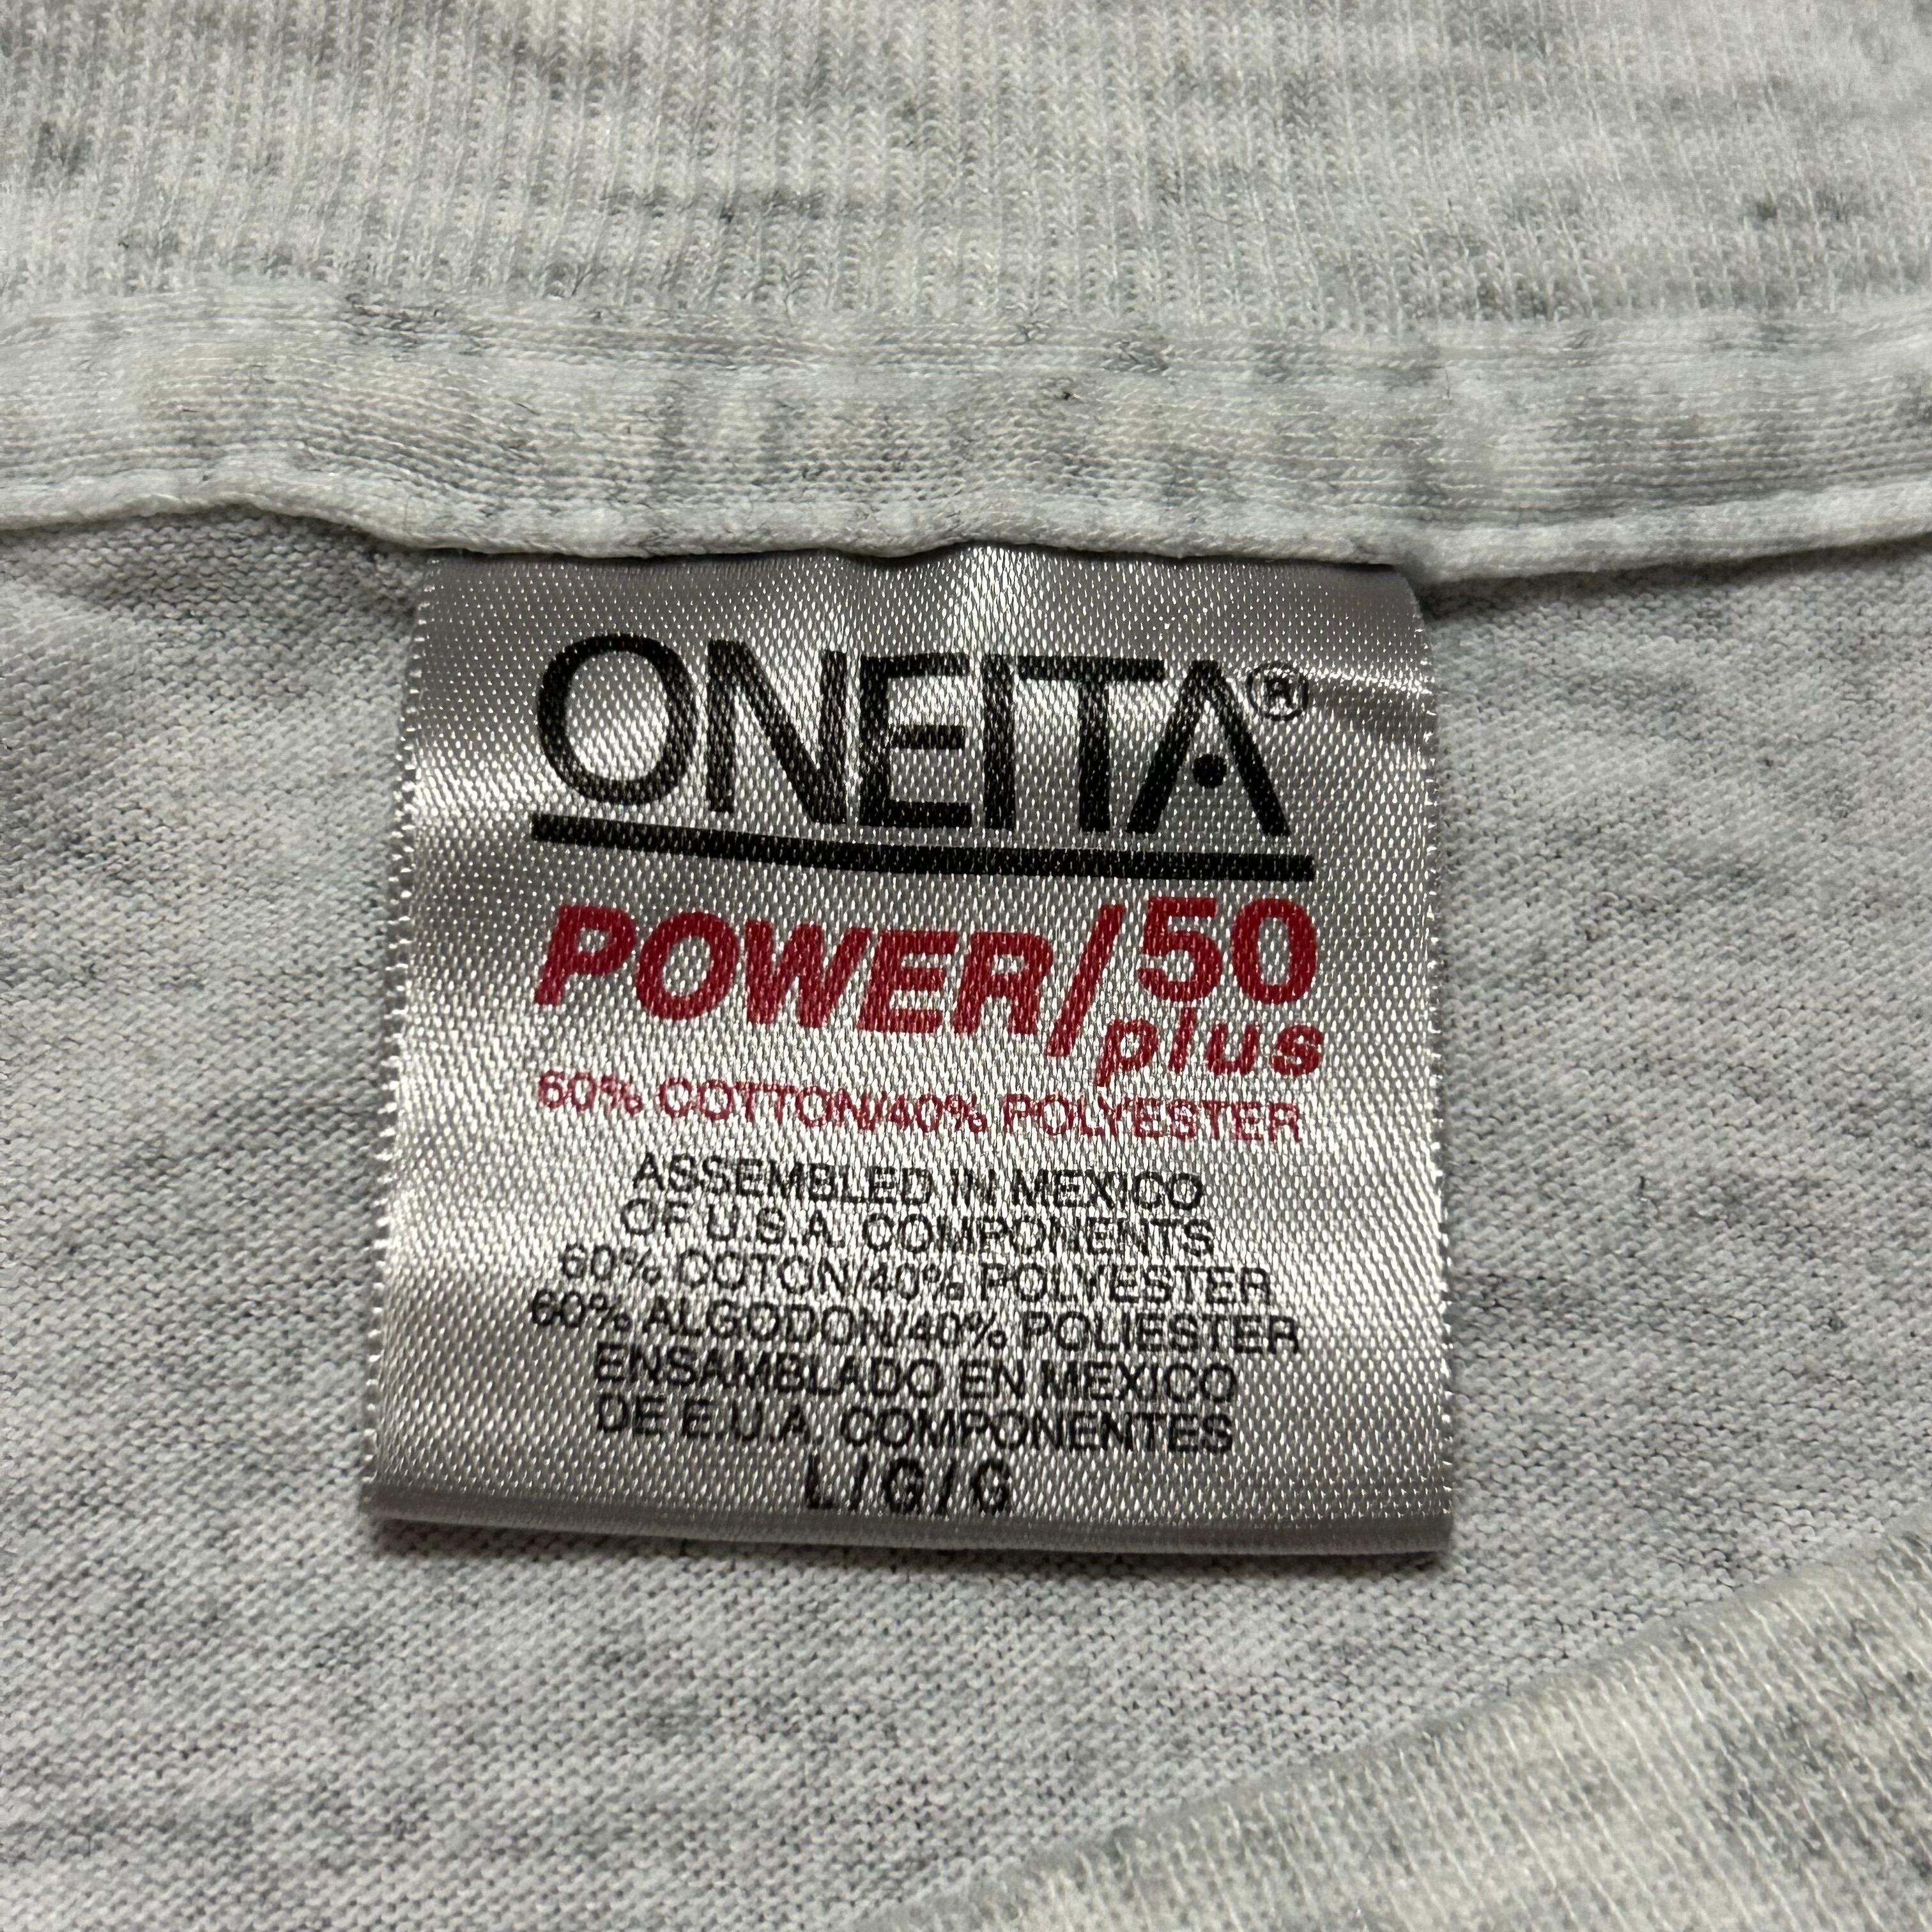 ONEITA®
POWER/50
plus
60% COTTON/40% POLYESTER
ASSEMBLED IN MEXICO
OF U.S.A. COMPONENTS
60% COTON/40% POLYESTER
60% ALGODON/40% POLIESTER
ENSAMBLADO EN MEXICO
DE E.U.A. COMPONENTES
L/G/G